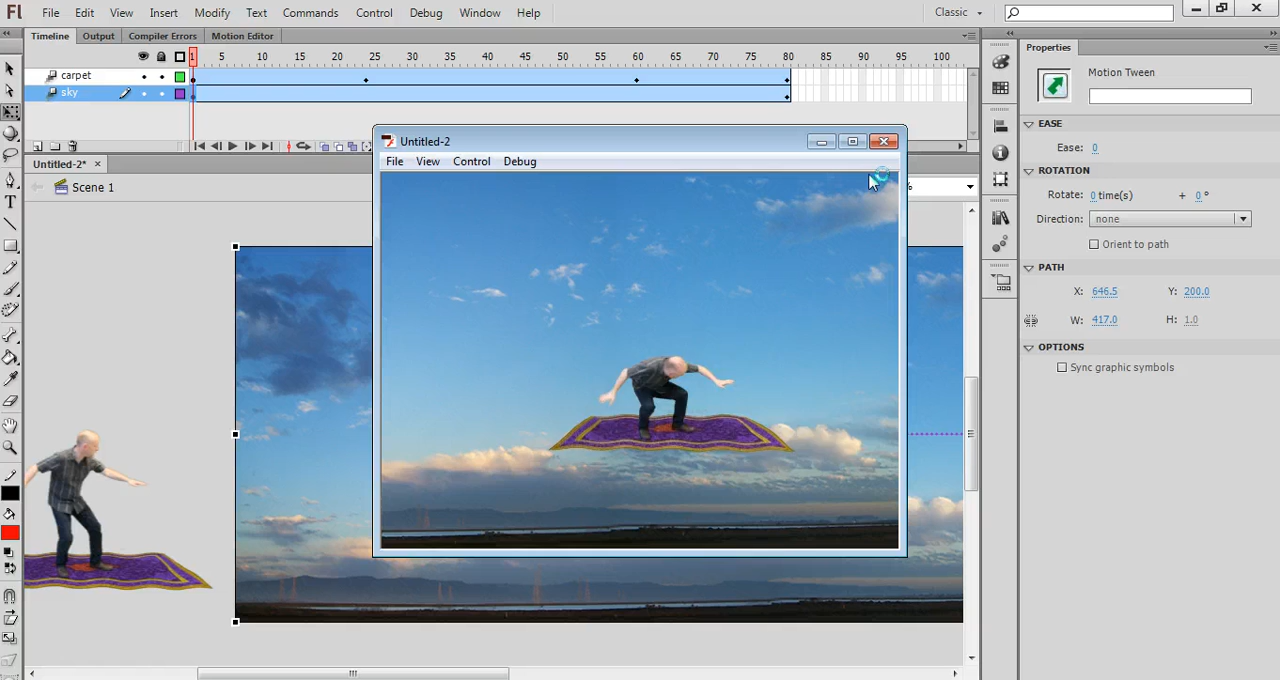 Fl File Edit View Insert Modify Text Commands Control Debug Window Help Classic
Timeline Output Compiler Errors Motion Editor
1 5 10 15 20 25 30 35 40 45 50 55 60 65 70 75 80 85 90 95 100
carpet
sky
Untitled-2* ×
Scene 1
%
Untitled-2
File View Control Debug
Properties
Motion Tween
EASE
Ease: 0
ROTATION
Rotate: 0 time(s) + 0 °
Direction: none
Orient to path
PATH
X: 646.5 Y: 200.0
W: 417.0 H: 1.0
OPTIONS
Sync graphic symbols